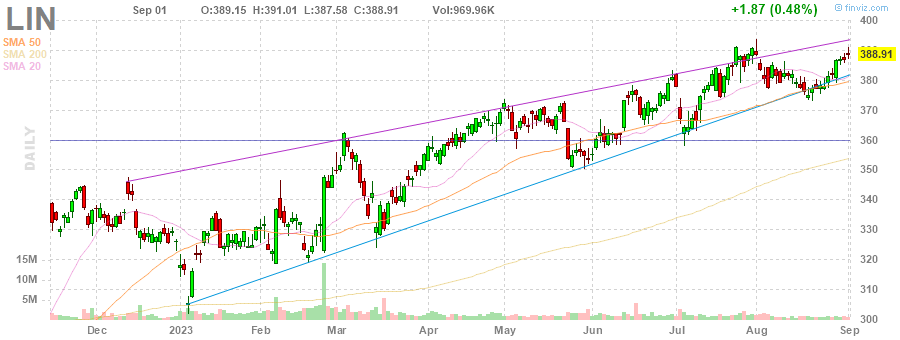 LIN
Sep 01 O:389.15 H:391.01 L:387.58 C:388.91 Vol:969.96K +1.87 (0.48%)
© finviz.com
SMA 50
SMA 200
SMA 20
DAILY
400
388.91
380
370
360
350
340
330
320
310
300
15M
10M
5M
Dec 2023 Feb Mar Apr May Jun Jul Aug Sep